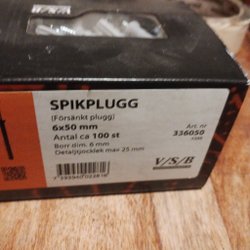 V/S/B
SPIKPLUGG
(Försänkt plugg)
6x50 mm
Antal ca 100 st
Borr dim. 6 mm
Detaljtjocklek max 25 mm
Art. nr
336050
V/S/B